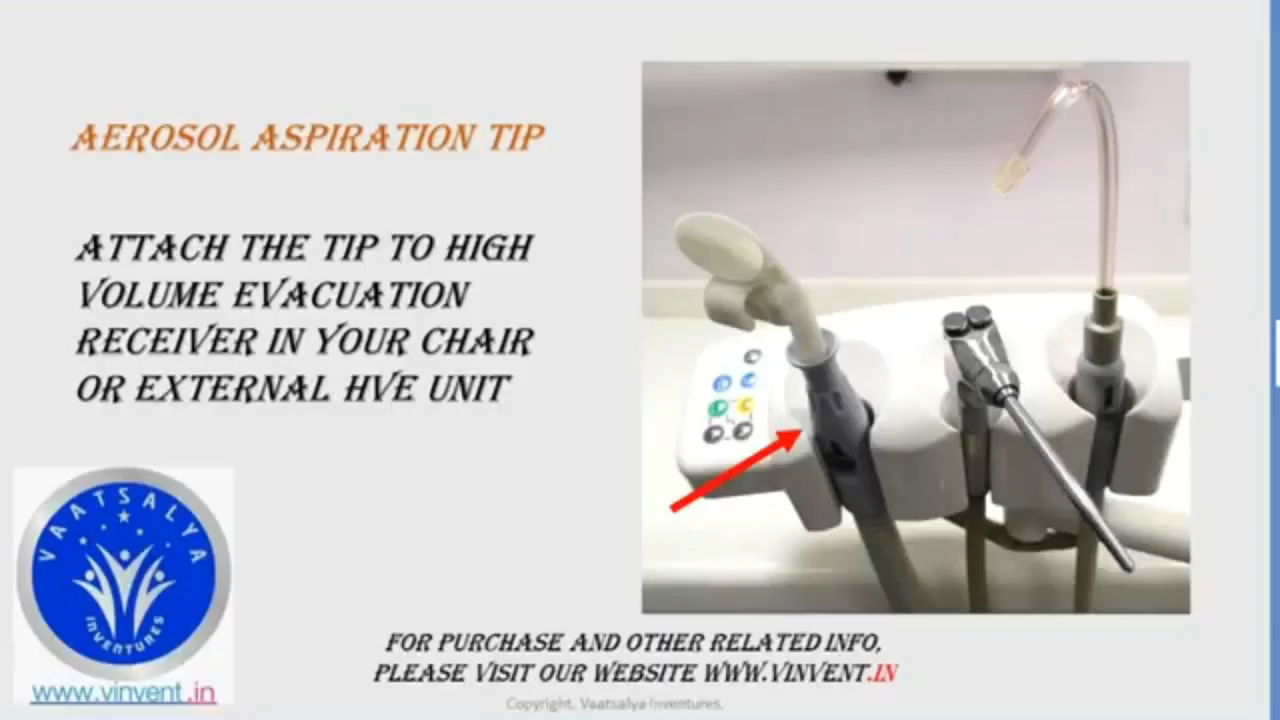 AEROSOL ASPIRATION TIP
ATTACH THE TIP TO HIGH
VOLUME EVACUATION
RECEIVER IN YOUR CHAIR
OR EXTERNAL HVE UNIT
VAATSALYA
INVENTURES
www.vinvent.in
FOR PURCHASE AND OTHER RELATED INFO,
PLEASE VISIT OUR WEBSITE WWW.VINVENT.IN
Copyright. Vaatsalya Inventures.